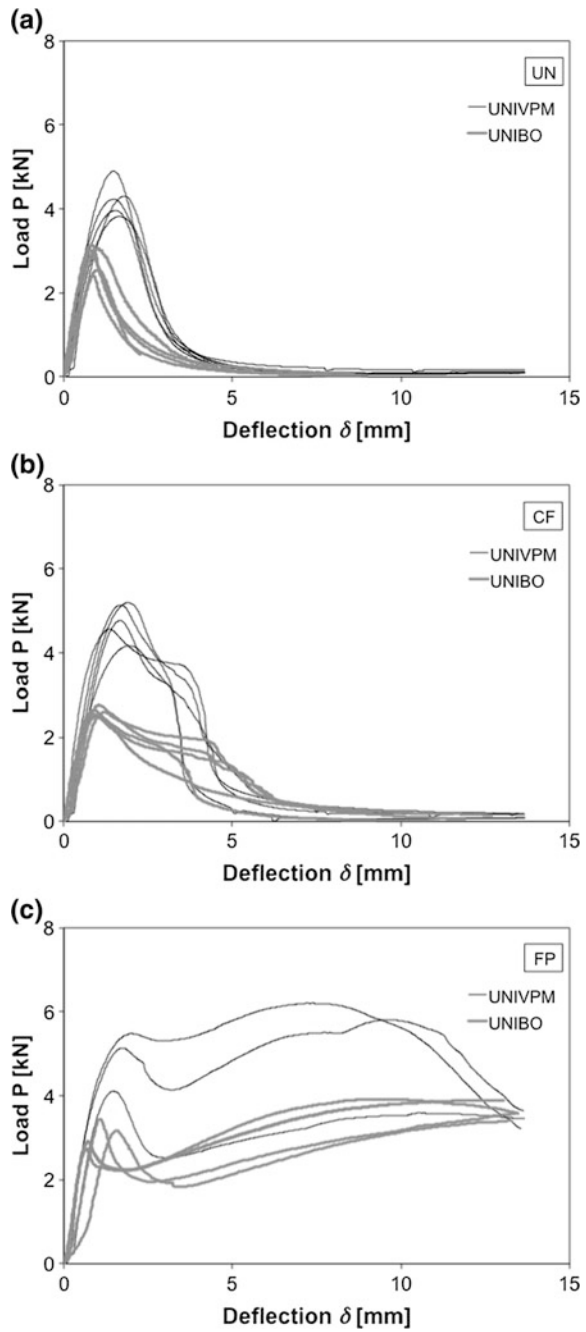 (a)
8
UN
UNIVPM
UNIBO
6
4
2
0
Load P [kN]
0 5 10 15
Deflection δ [mm]
(b)
8
CF
UNIVPM
UNIBO
6
4
2
0
Load P [kN]
0 5 10 15
Deflection δ [mm]
(c)
8
FP
UNIVPM
UNIBO
6
4
2
0
Load P [kN]
0 5 10 15
Deflection δ [mm]